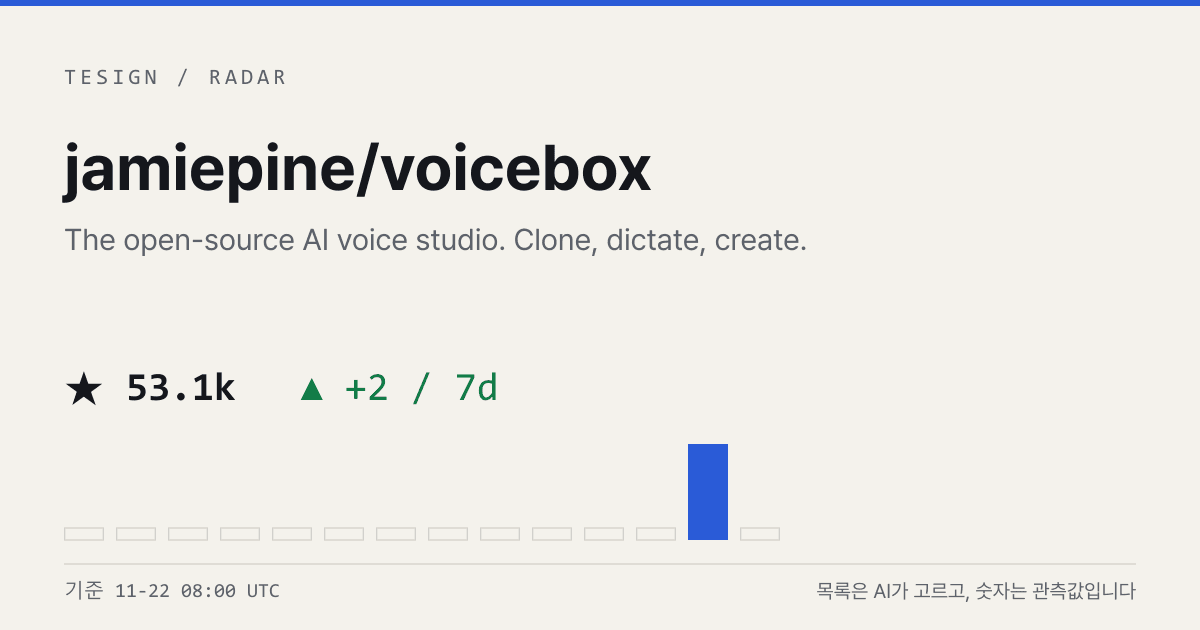 TESIGN / RADAR
jamiepine/voicebox
The open-source AI voice studio. Clone, dictate, create.
★ 53.1k ▲ +2 / 7d
기준 11-22 08:00 UTC
목록은 AI가 고르고, 숫자는 관측값입니다